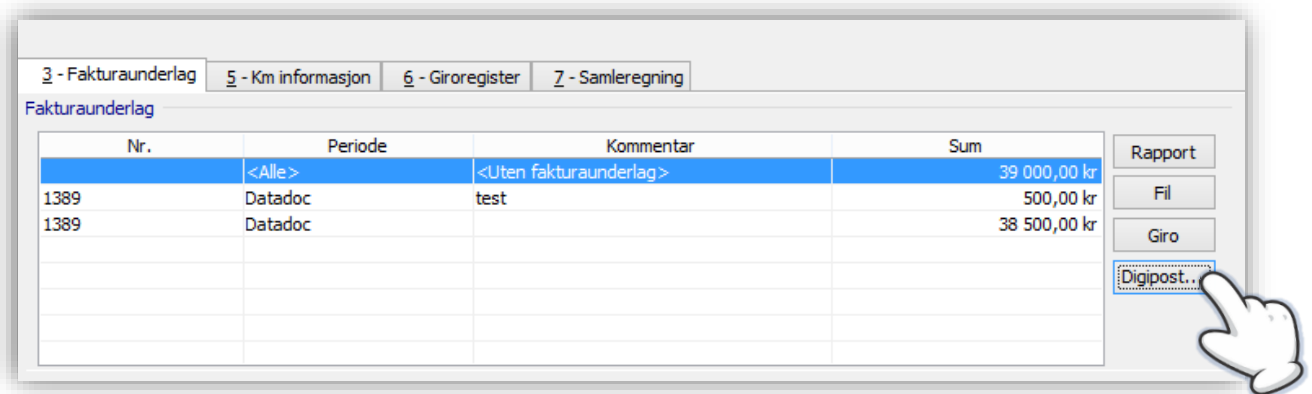 3 - Fakturaunderlag 5 - Km informasjon 6 - Giroregister 7 - Samleregning
Fakturaunderlag
Nr. Periode Kommentar Sum
<Alle> <Uten fakturaunderlag> 39 000,00 kr
1389 Datadoc test 500,00 kr
1389 Datadoc 38 500,00 kr
Rapport
Fil
Giro
Digipost...